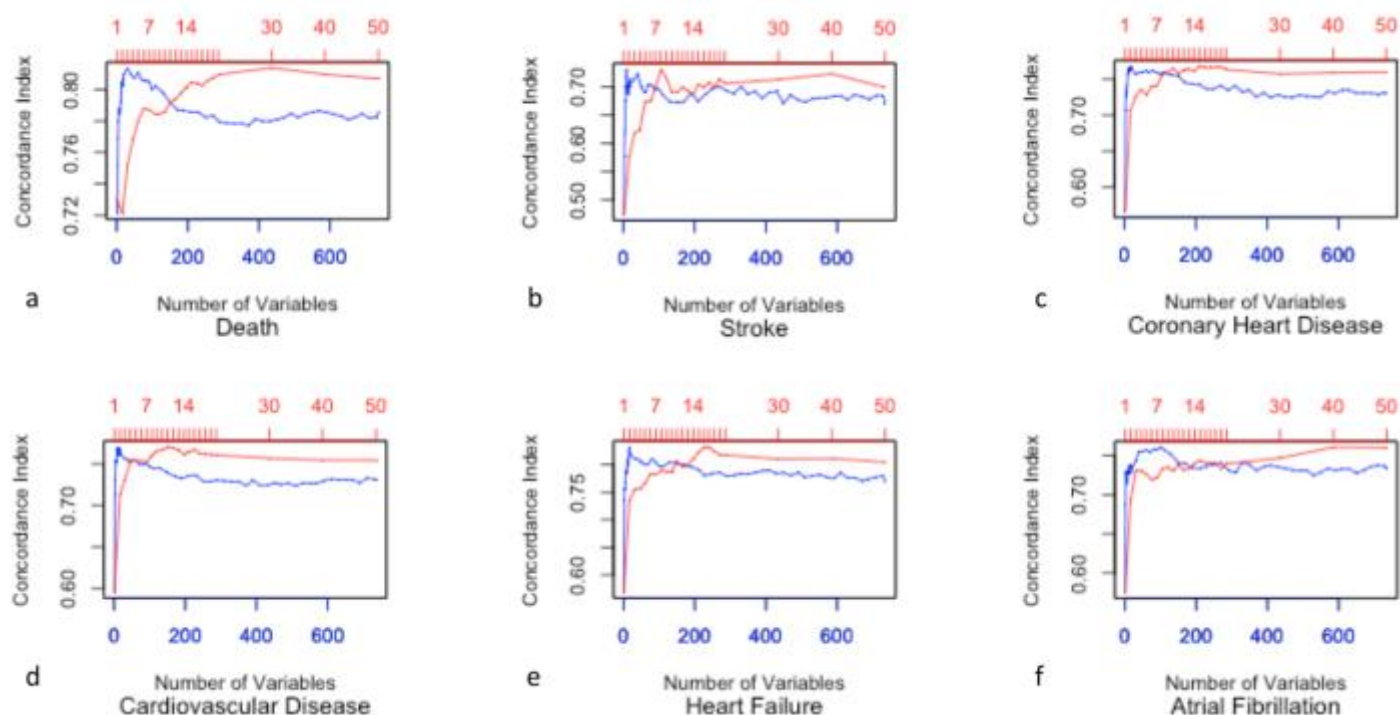 1 7 14 30 40 50
1 7 14 30 40 50
1 7 14 30 40 50
Concordance Index
0.72 0.76 0.80
Concordance Index
0.50 0.60 0.70
Concordance Index
0.60 0.70
0 200 400 600
0 200 400 600
0 200 400 600
a
Number of Variables
Death
b
Number of Variables
Stroke
c
Number of Variables
Coronary Heart Disease
1 7 14 30 40 50
1 7 14 30 40 50
1 7 14 30 40 50
Concordance Index
0.60 0.70
Concordance Index
0.60 0.75
Concordance Index
0.60 0.70
0 200 400 600
0 200 400 600
0 200 400 600
d
Number of Variables
Cardiovascular Disease
e
Number of Variables
Heart Failure
f
Number of Variables
Atrial Fibrillation